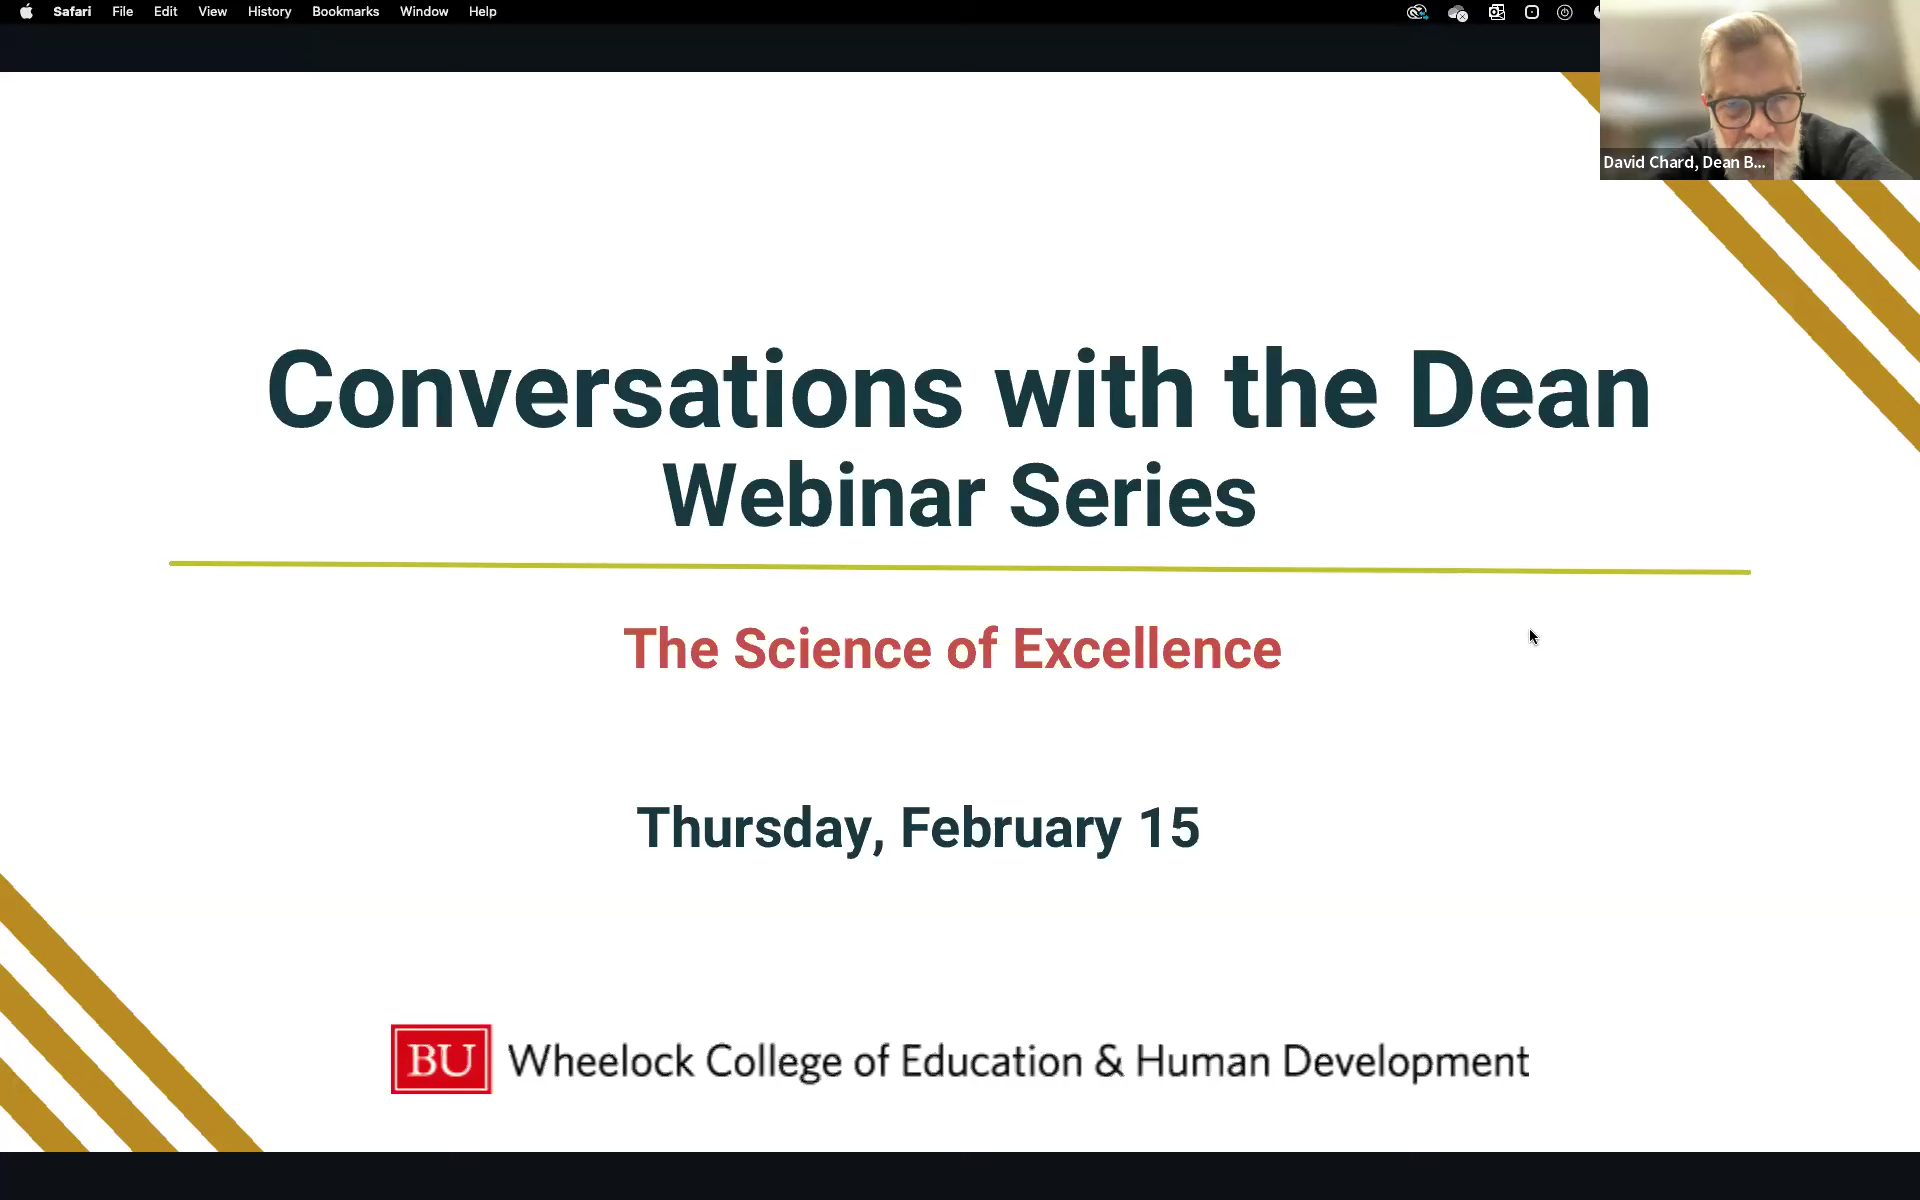 Safari File Edit View History Bookmarks Window Help
David Chard, Dean B...
Conversations with the Dean
Webinar Series
The Science of Excellence
Thursday, February 15
BU Wheelock College of Education & Human Development